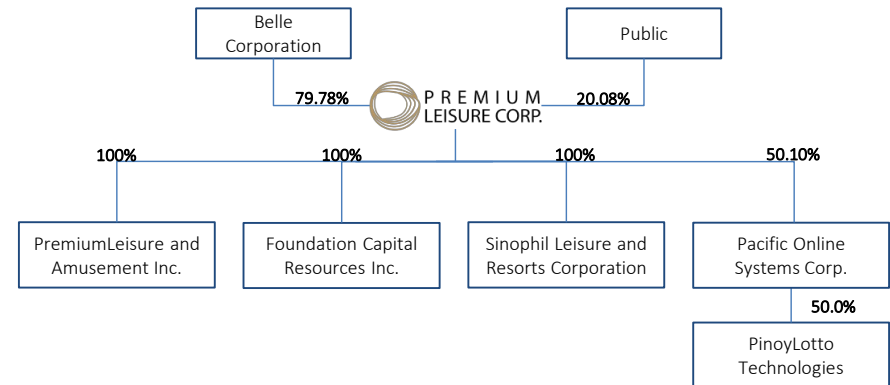 Belle
Corporation
Public
79.78%
PREMIUM
LEISURE CORP.
20.08%
100%
100%
100%
50.10%
PremiumLeisure and
Amusement Inc.
Foundation Capital
Resources Inc.
Sinophil Leisure and
Resorts Corporation
Pacific Online
Systems Corp.
50.0%
PinoyLotto
Technologies